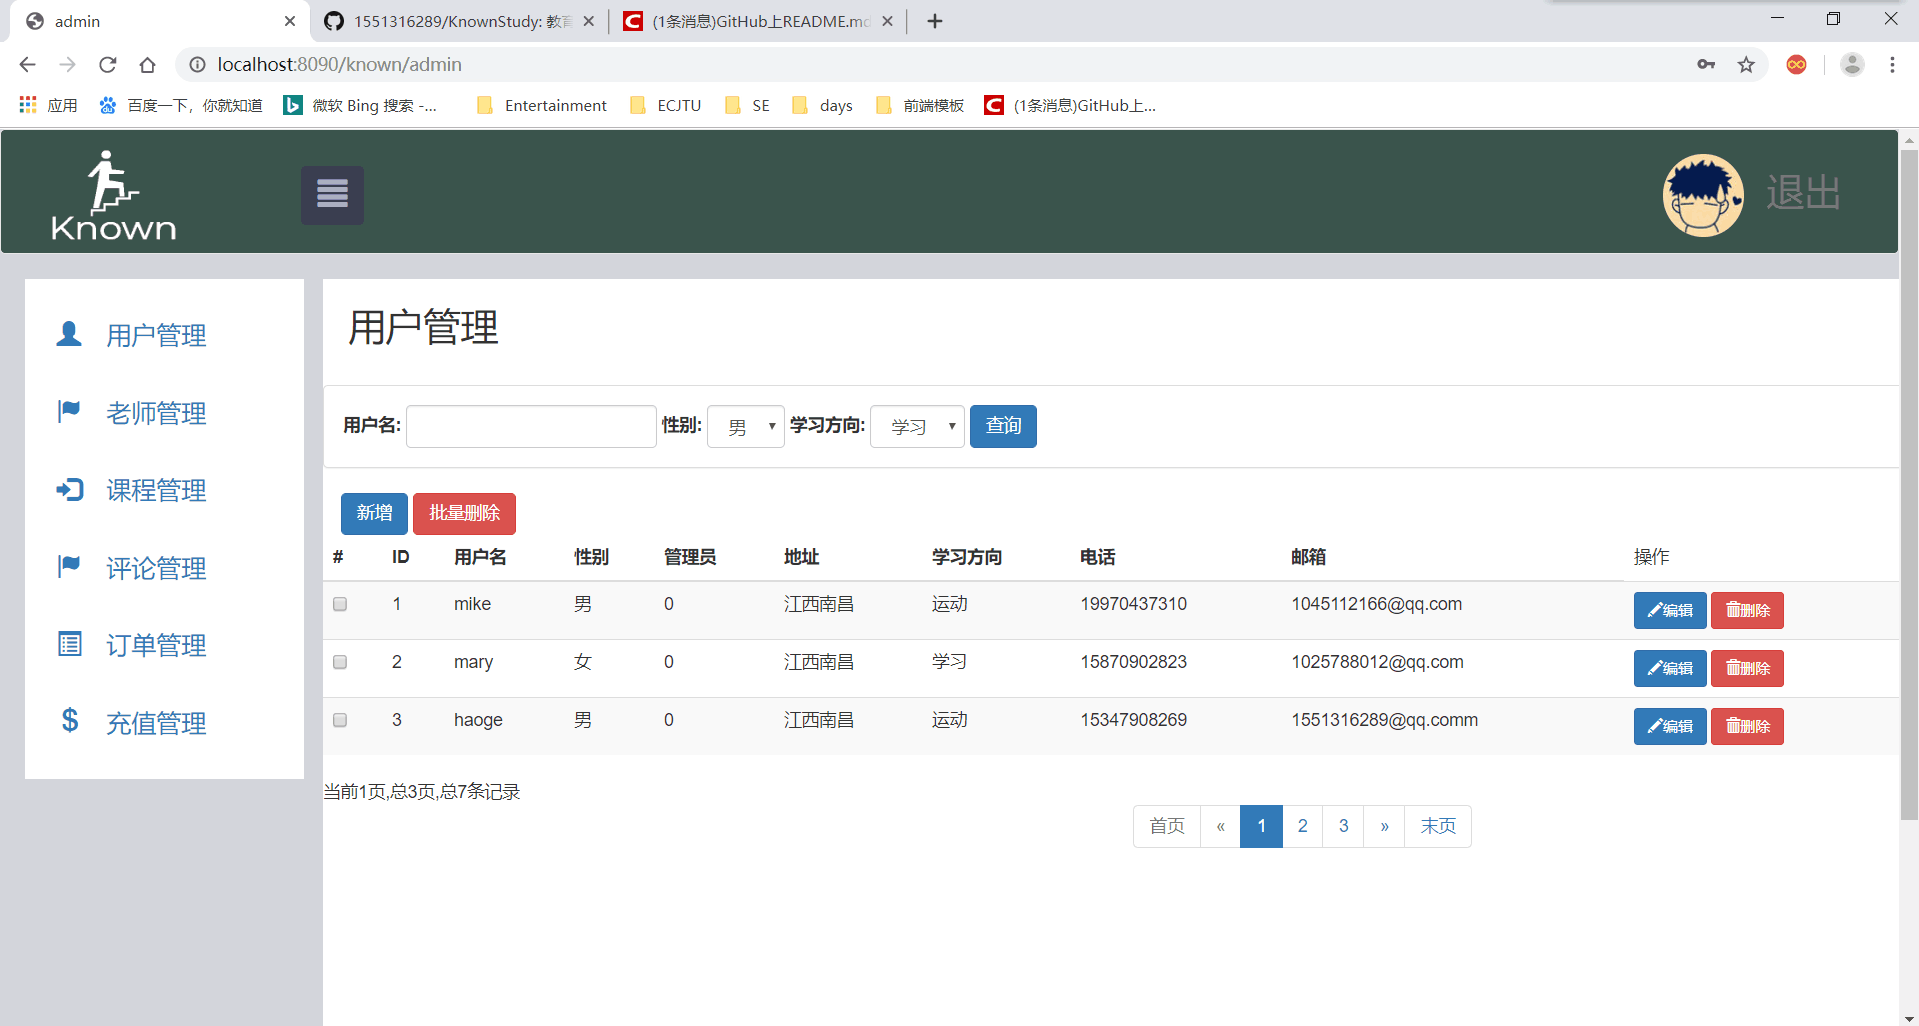 admin
1551316289/KnownStudy: 教育
(1条消息)GitHub上README.md
localhost:8090/known/admin
应用 百度一下，你就知道 微软 Bing 搜索 -... Entertainment ECJTU SE days 前端模板 (1条消息)GitHub上...
Known
退出
用户管理
老师管理
课程管理
评论管理
订单管理
充值管理
用户管理
用户名: 性别: 男 学习方向: 学习 查询
新增 批量删除
# ID 用户名 性别 管理员 地址 学习方向 电话 邮箱 操作
1 mike 男 0 江西南昌 运动 19970437310 1045112166@qq.com 编辑 删除
2 mary 女 0 江西南昌 学习 15870902823 1025788012@qq.com 编辑 删除
3 haoge 男 0 江西南昌 运动 15347908269 1551316289@qq.comm 编辑 删除
当前1页,总3页,总7条记录
首页 « 1 2 3 » 末页